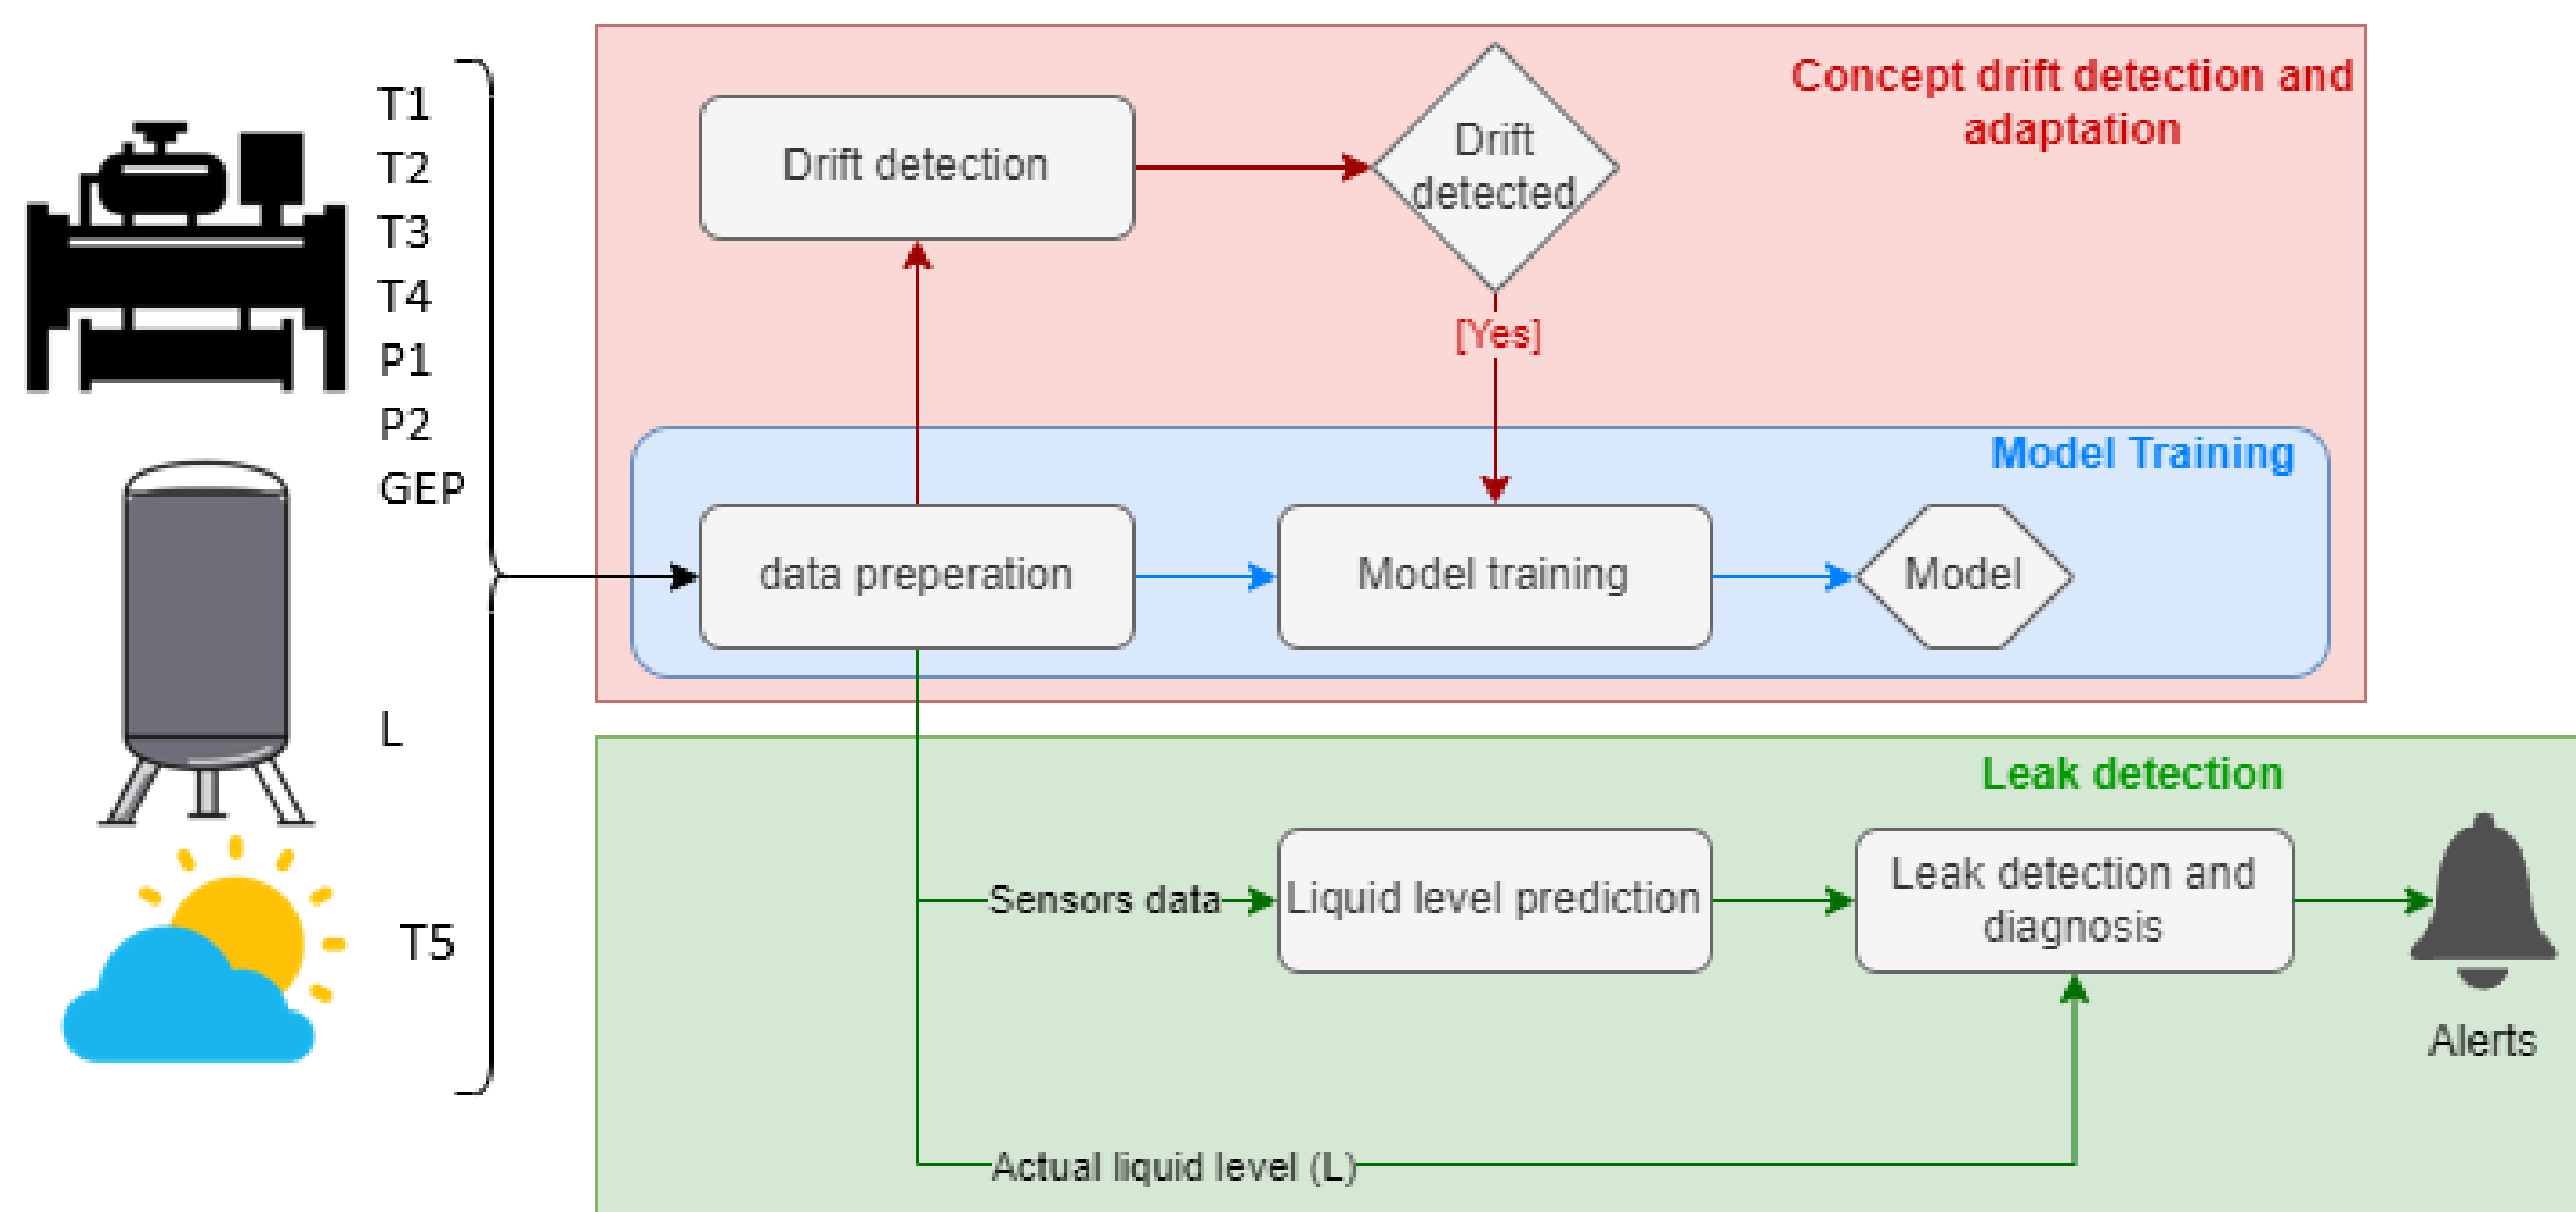 T1
T2
T3
T4
P1
P2
GEP
L
T5
Concept drift detection and
adaptation
Drift detection
Drift
detected
[Yes]
Model Training
data preperation
Model training
Model
Leak detection
Sensors data
Liquid level prediction
Leak detection and
diagnosis
Alerts
Actual liquid level (L)